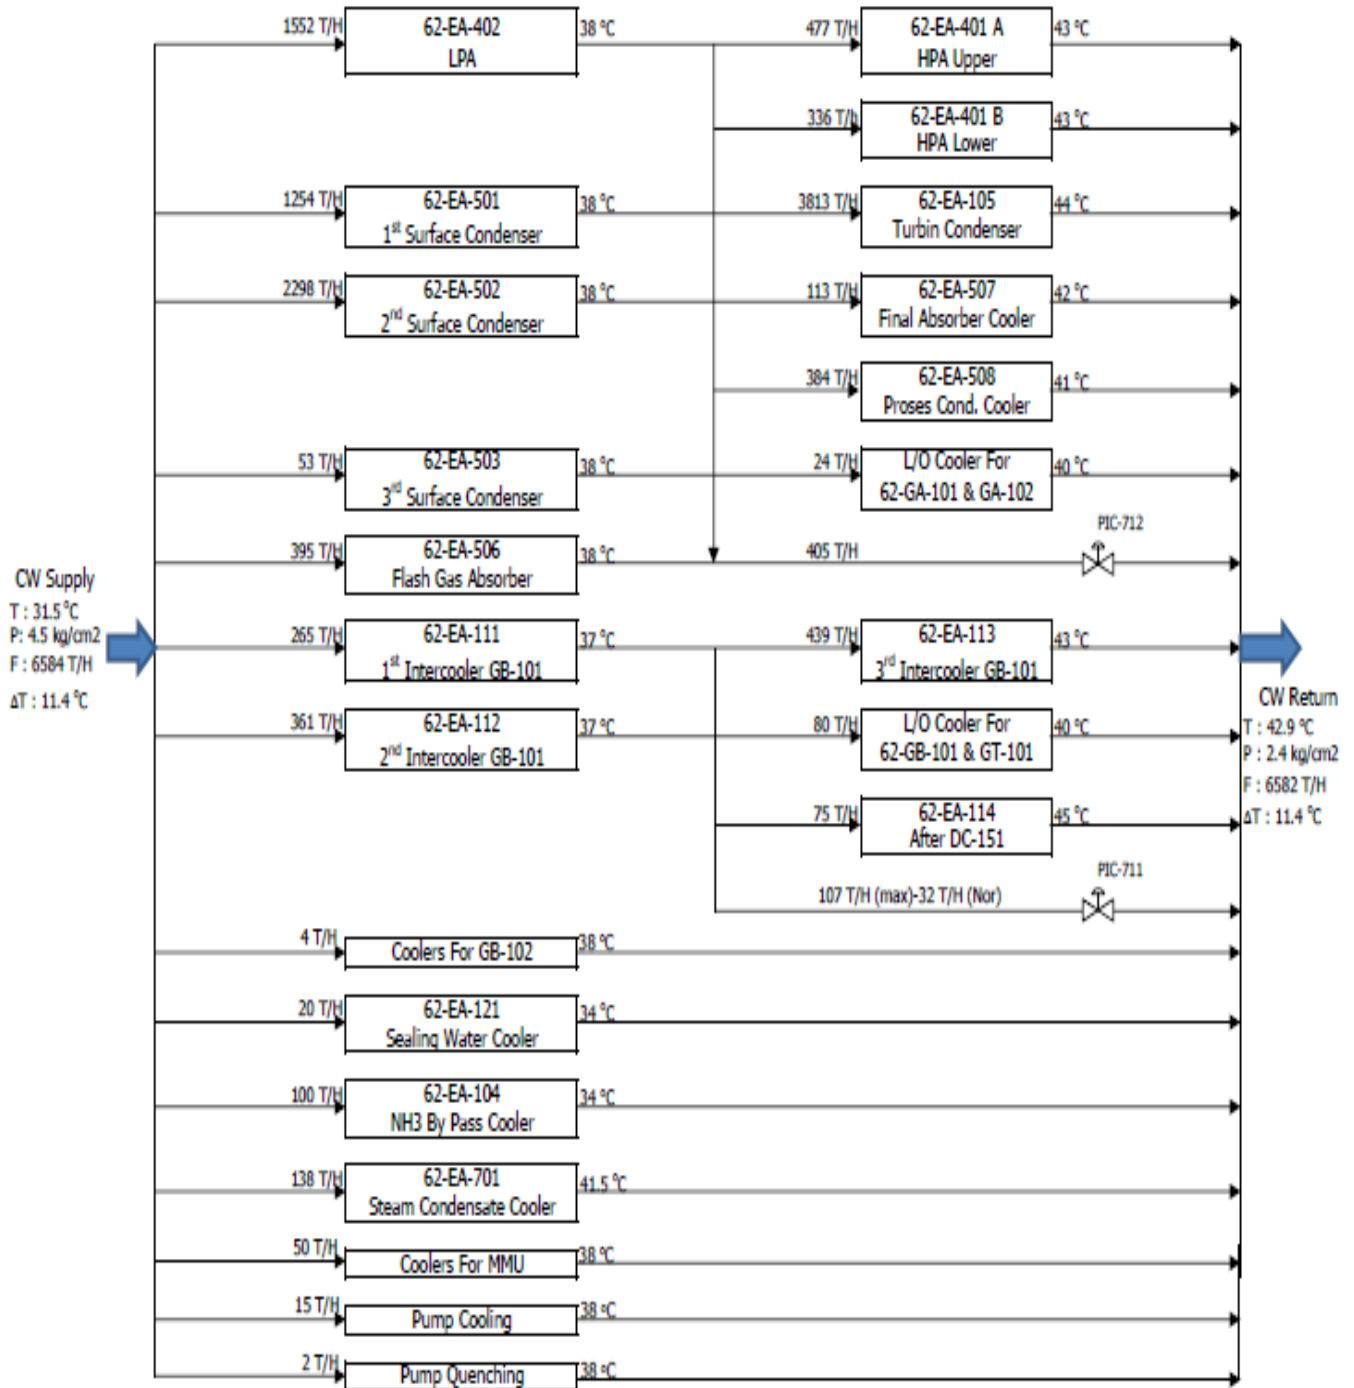 1552 T/H
62-EA-402
LPA
38 °C
477 T/H
62-EA-401 A
HPA Upper
43 °C
336 T/h
62-EA-401 B
HPA Lower
43 °C
1254 T/H
62-EA-501
1st Surface Condenser
38 °C
3813 T/H
62-EA-105
Turbin Condenser
44 °C
2298 T/H
62-EA-502
2nd Surface Condenser
38 °C
113 T/H
62-EA-507
Final Absorber Cooler
42 °C
384 T/H
62-EA-508
Proses Cond. Cooler
41 °C
53 T/H
62-EA-503
3rd Surface Condenser
38 °C
24 T/H
L/O Cooler For
62-GA-101 & GA-102
40 °C
395 T/H
62-EA-506
Flash Gas Absorber
38 °C
405 T/H
PIC-712
CW Supply
T : 31.5 °C
P: 4.5 kg/cm2
F : 6584 T/H
ΔT : 11.4 °C
265 T/H
62-EA-111
1st Intercooler GB-101
37 °C
439 T/H
62-EA-113
3rd Intercooler GB-101
43 °C
CW Return
T : 42.9 °C
P : 2.4 kg/cm2
F : 6582 T/H
ΔT : 11.4 °C
361 T/H
62-EA-112
2nd Intercooler GB-101
37 °C
80 T/H
L/O Cooler For
62-GB-101 & GT-101
40 °C
75 T/H
62-EA-114
After DC-151
45 °C
107 T/H (max)-32 T/H (Nor)
PIC-711
4 T/H
Coolers For GB-102
38 °C
20 T/H
62-EA-121
Sealing Water Cooler
34 °C
100 T/H
62-EA-104
NH3 By Pass Cooler
34 °C
138 T/H
62-EA-701
Steam Condensate Cooler
41.5 °C
50 T/H
Coolers For MMU
38 °C
15 T/H
Pump Cooling
38 °C
2 T/H
Pump Quenching
38 °C